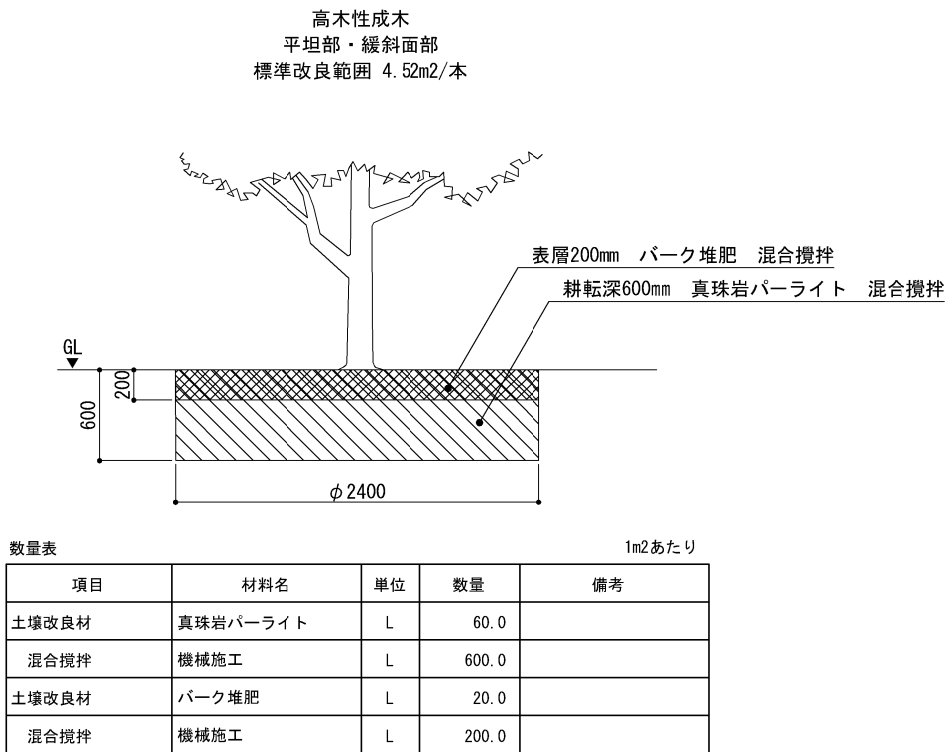 高木性成木
平坦部・緩斜面部
標準改良範囲 4.52m2/本
表層200mm バーク堆肥 混合攪拌
耕転深600mm 真珠岩パーライト 混合攪拌
GL
200
600
φ2400
数量表 1m2あたり
項目 材料名 単位 数量 備考
土壌改良材 真珠岩パーライト L 60.0
混合攪拌 機械施工 L 600.0
土壌改良材 バーク堆肥 L 20.0
混合攪拌 機械施工 L 200.0